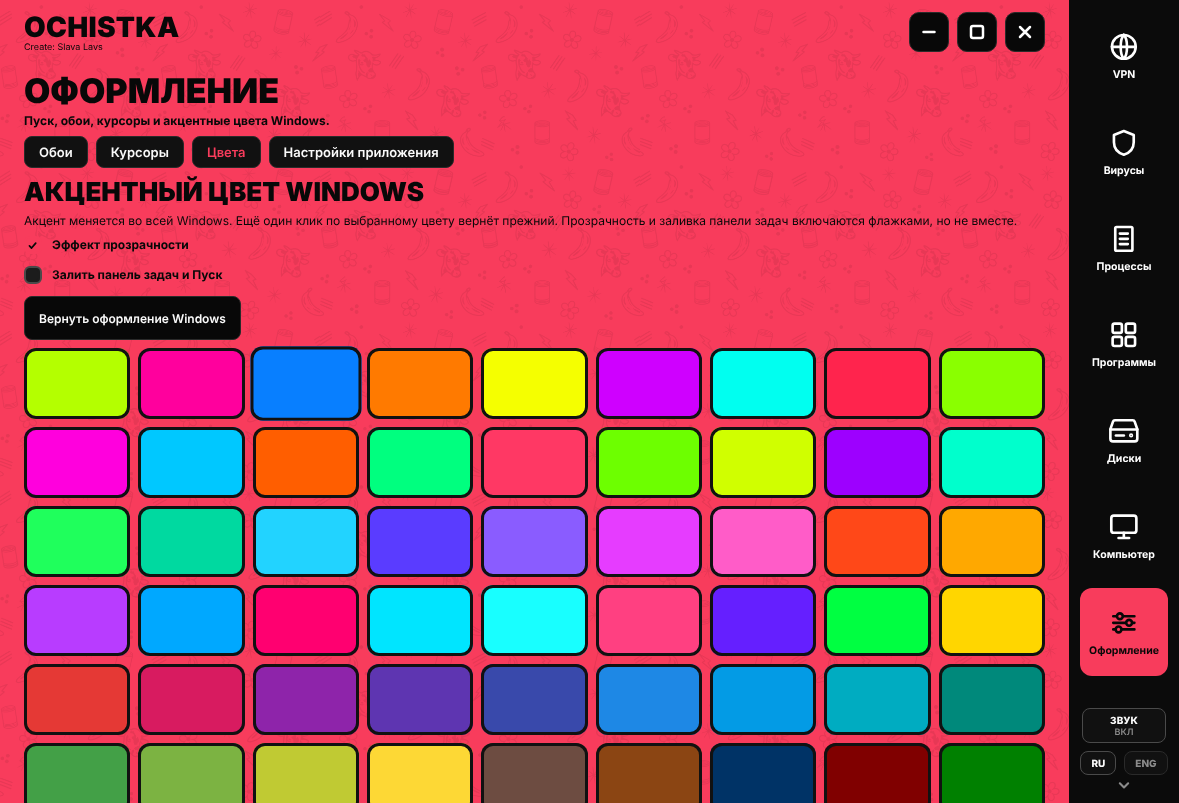 OCHISTKA
Create: Slava Lavs
ОФОРМЛЕНИЕ
Пуск, обои, курсоры и акцентные цвета Windows.
Обои
Курсоры
Цвета
Настройки приложения
АКЦЕНТНЫЙ ЦВЕТ WINDOWS
Акцент меняется во всей Windows. Ещё один клик по выбранному цвету вернёт прежний. Прозрачность и заливка панели задач включаются флажками, но не вместе.
Эффект прозрачности
Залить панель задач и Пуск
Вернуть оформление Windows
VPN
Вирусы
Процессы
Программы
Диски
Компьютер
Оформление
ЗВУК
ВКЛ
RU
ENG